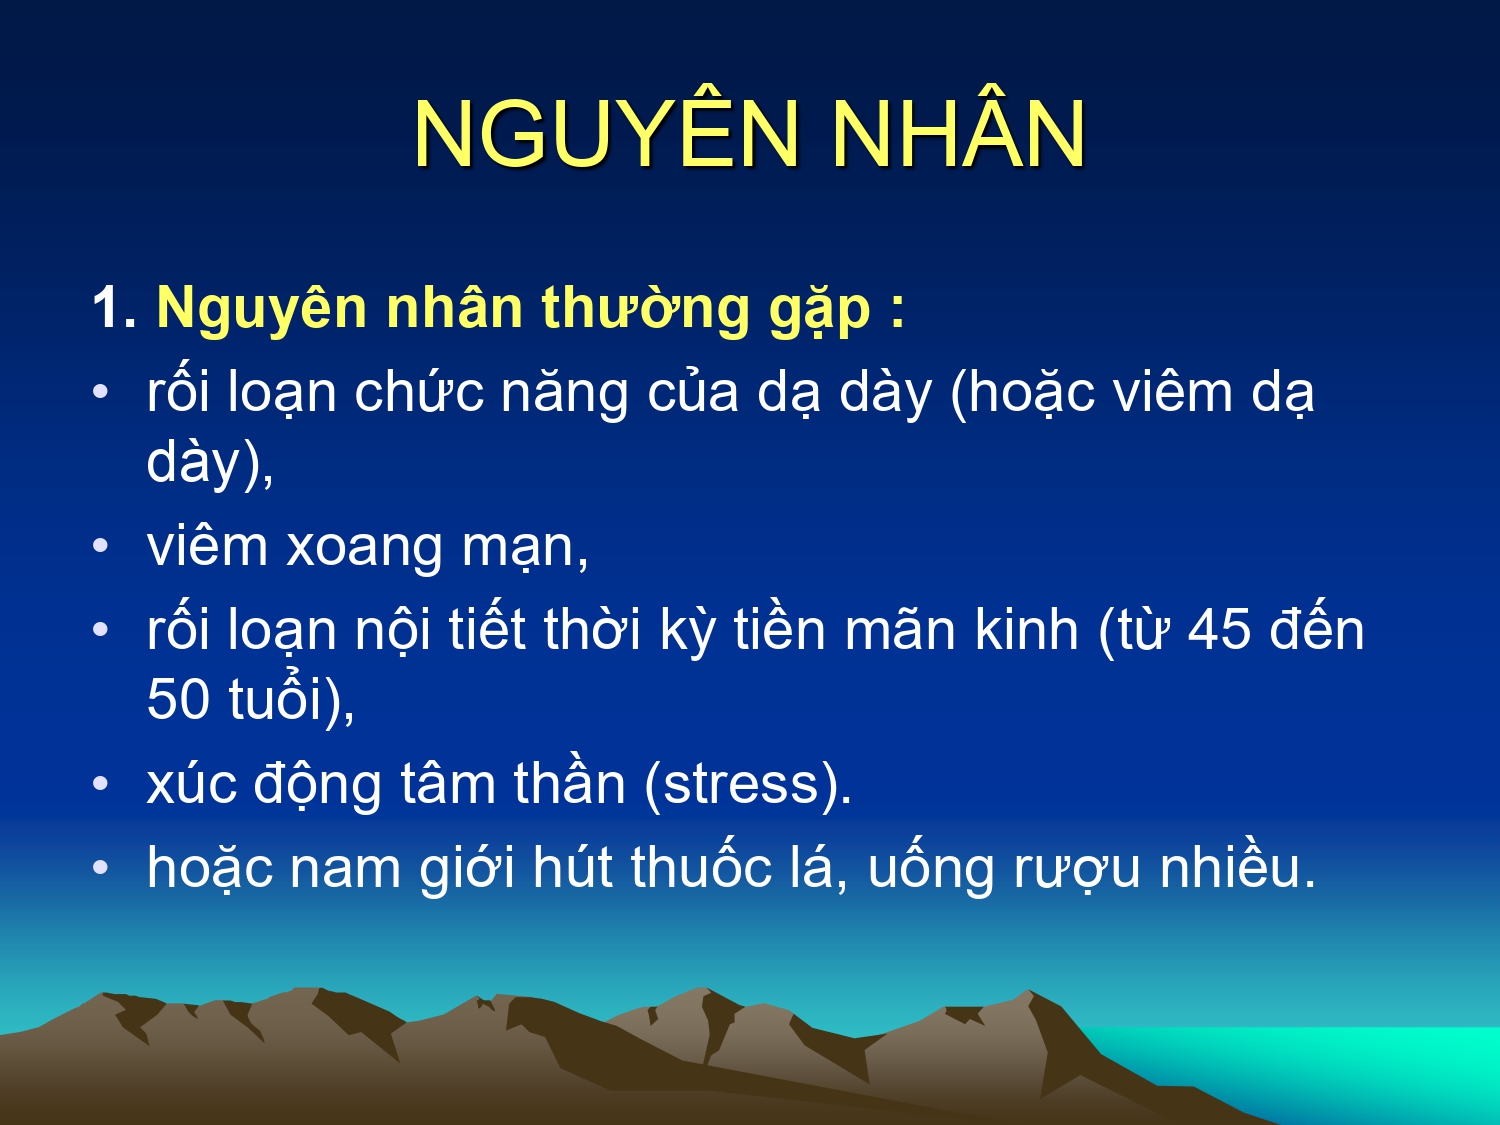 NGUYÊN NHÂN
1. Nguyên nhân thường gặp :
• rối loạn chức năng của dạ dày (hoặc viêm dạ
dày),
• viêm xoang mạn,
• rối loạn nội tiết thời kỳ tiền mãn kinh (từ 45 đến
50 tuổi),
• xúc động tâm thần (stress).
• hoặc nam giới hút thuốc lá, uống rượu nhiều.